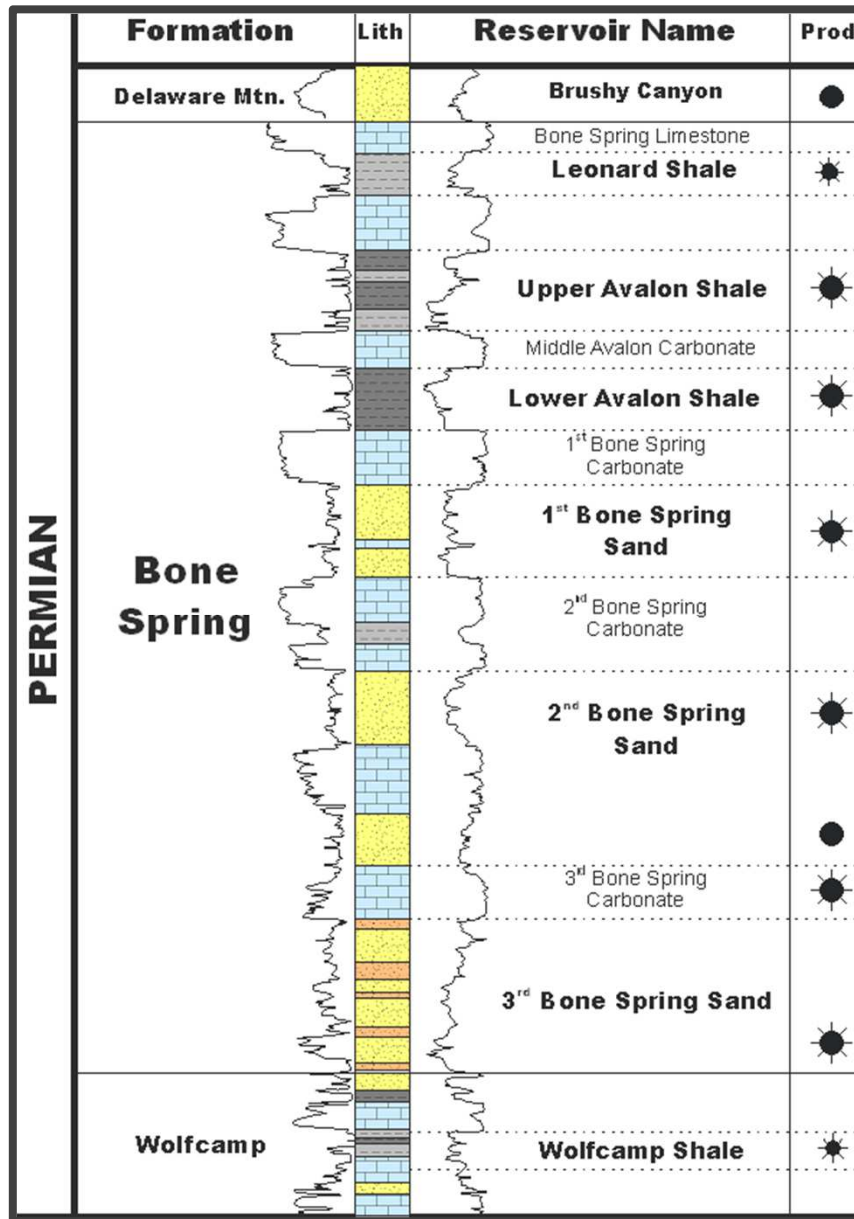 Formation Lith Reservoir Name Prod
Delaware Mtn. Brushy Canyon
Bone Spring Limestone
Leonard Shale
Upper Avalon Shale
Middle Avalon Carbonate
Lower Avalon Shale
1st Bone Spring
Carbonate
1st Bone Spring
Sand
PERMIAN
Bone
Spring
2nd Bone Spring
Carbonate
2nd Bone Spring
Sand
3rd Bone Spring
Carbonate
3rd Bone Spring Sand
Wolfcamp Wolfcamp Shale